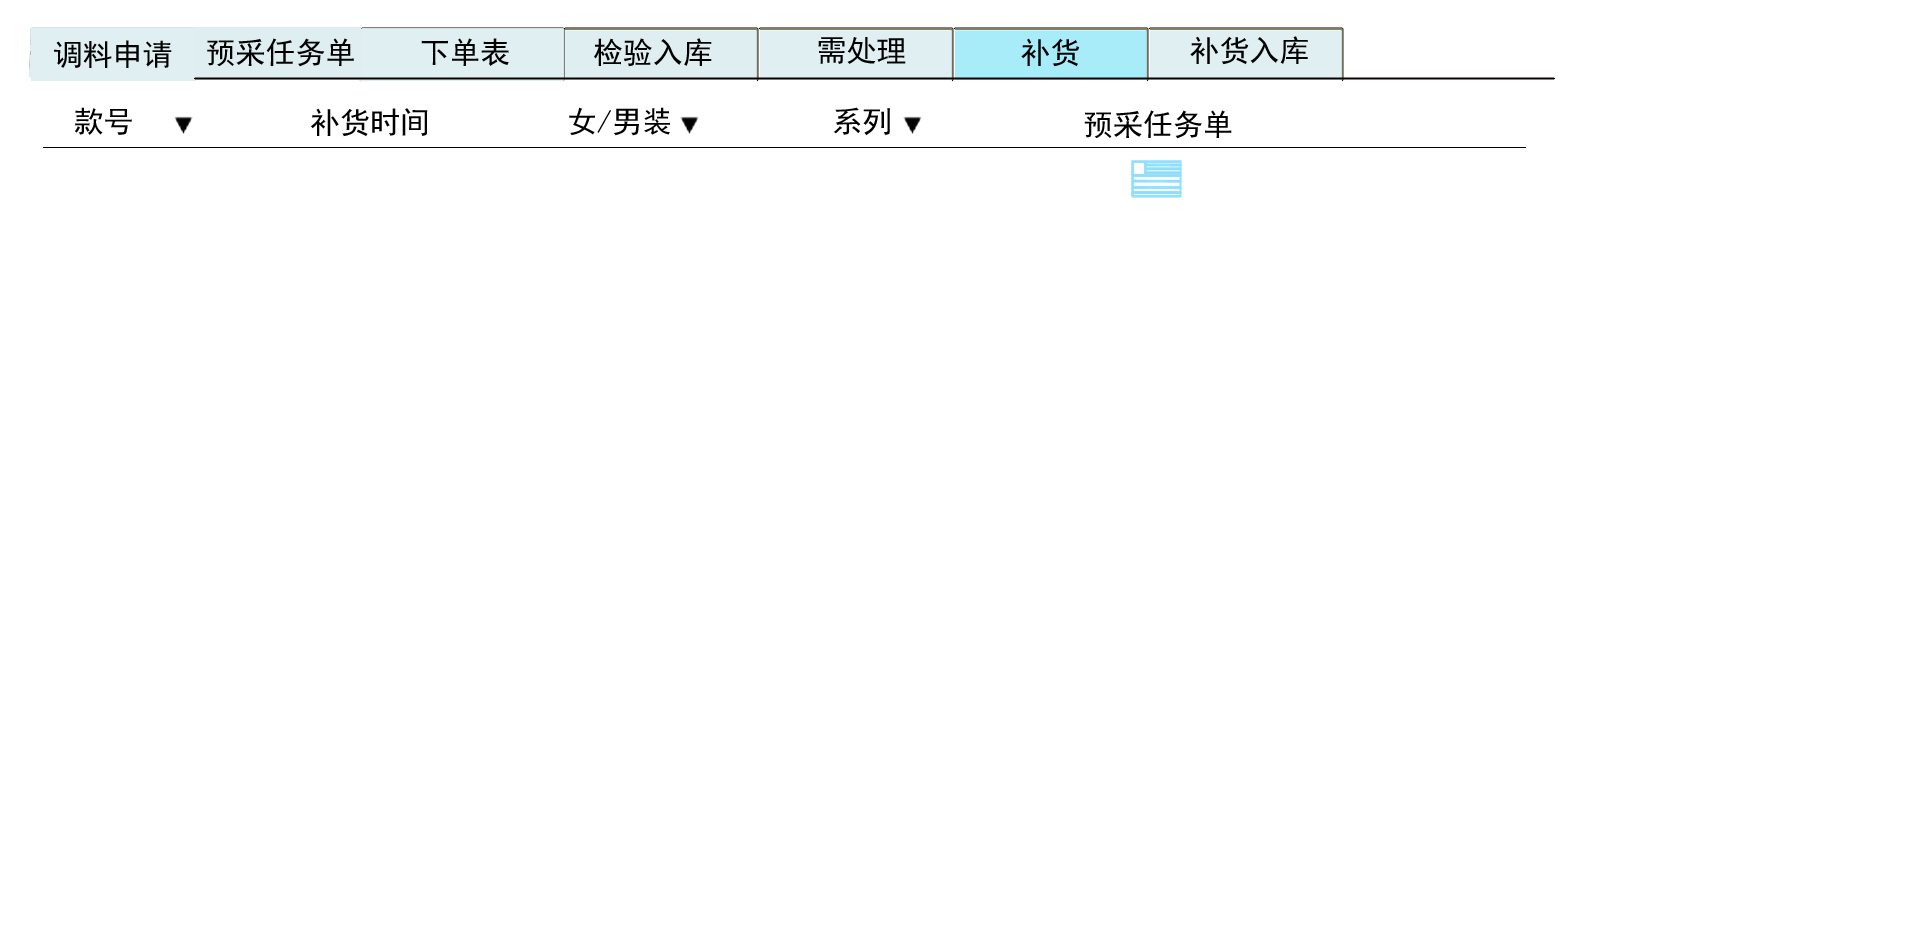 调料申请 预采任务单 下单表 检验入库 需处理 补货 补货入库
款号 ▼ 补货时间 女/男装 ▼ 系列 ▼ 预采任务单